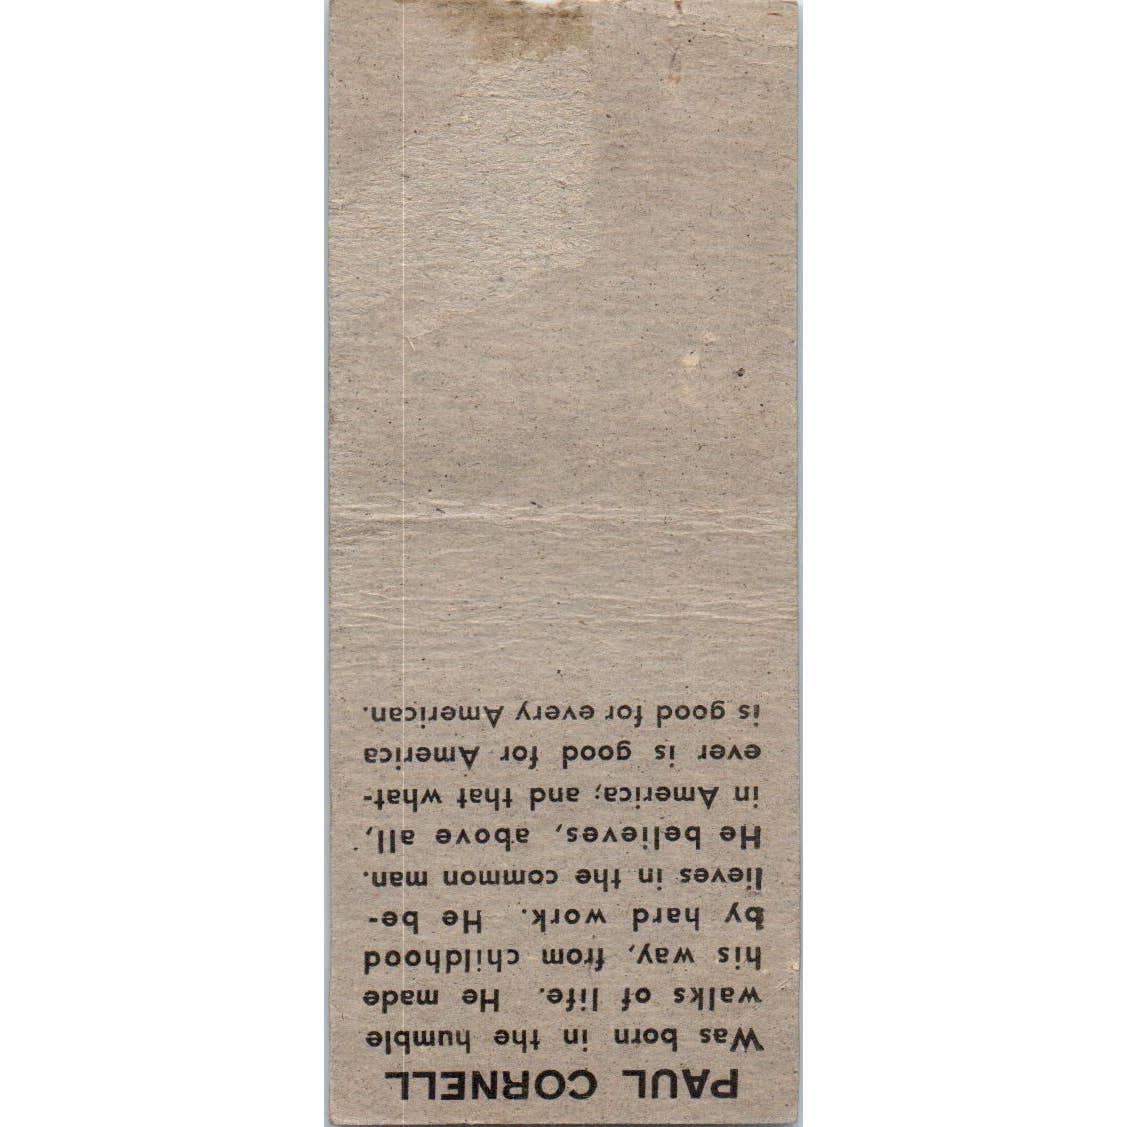 PAUL CORNELL
Was born in the humble
walks of life. He made
his way, from childhood
by hard work. He be-
lieves in the common man.
He believes, above all,
in America; and that what-
ever is good for America
is good for every American.